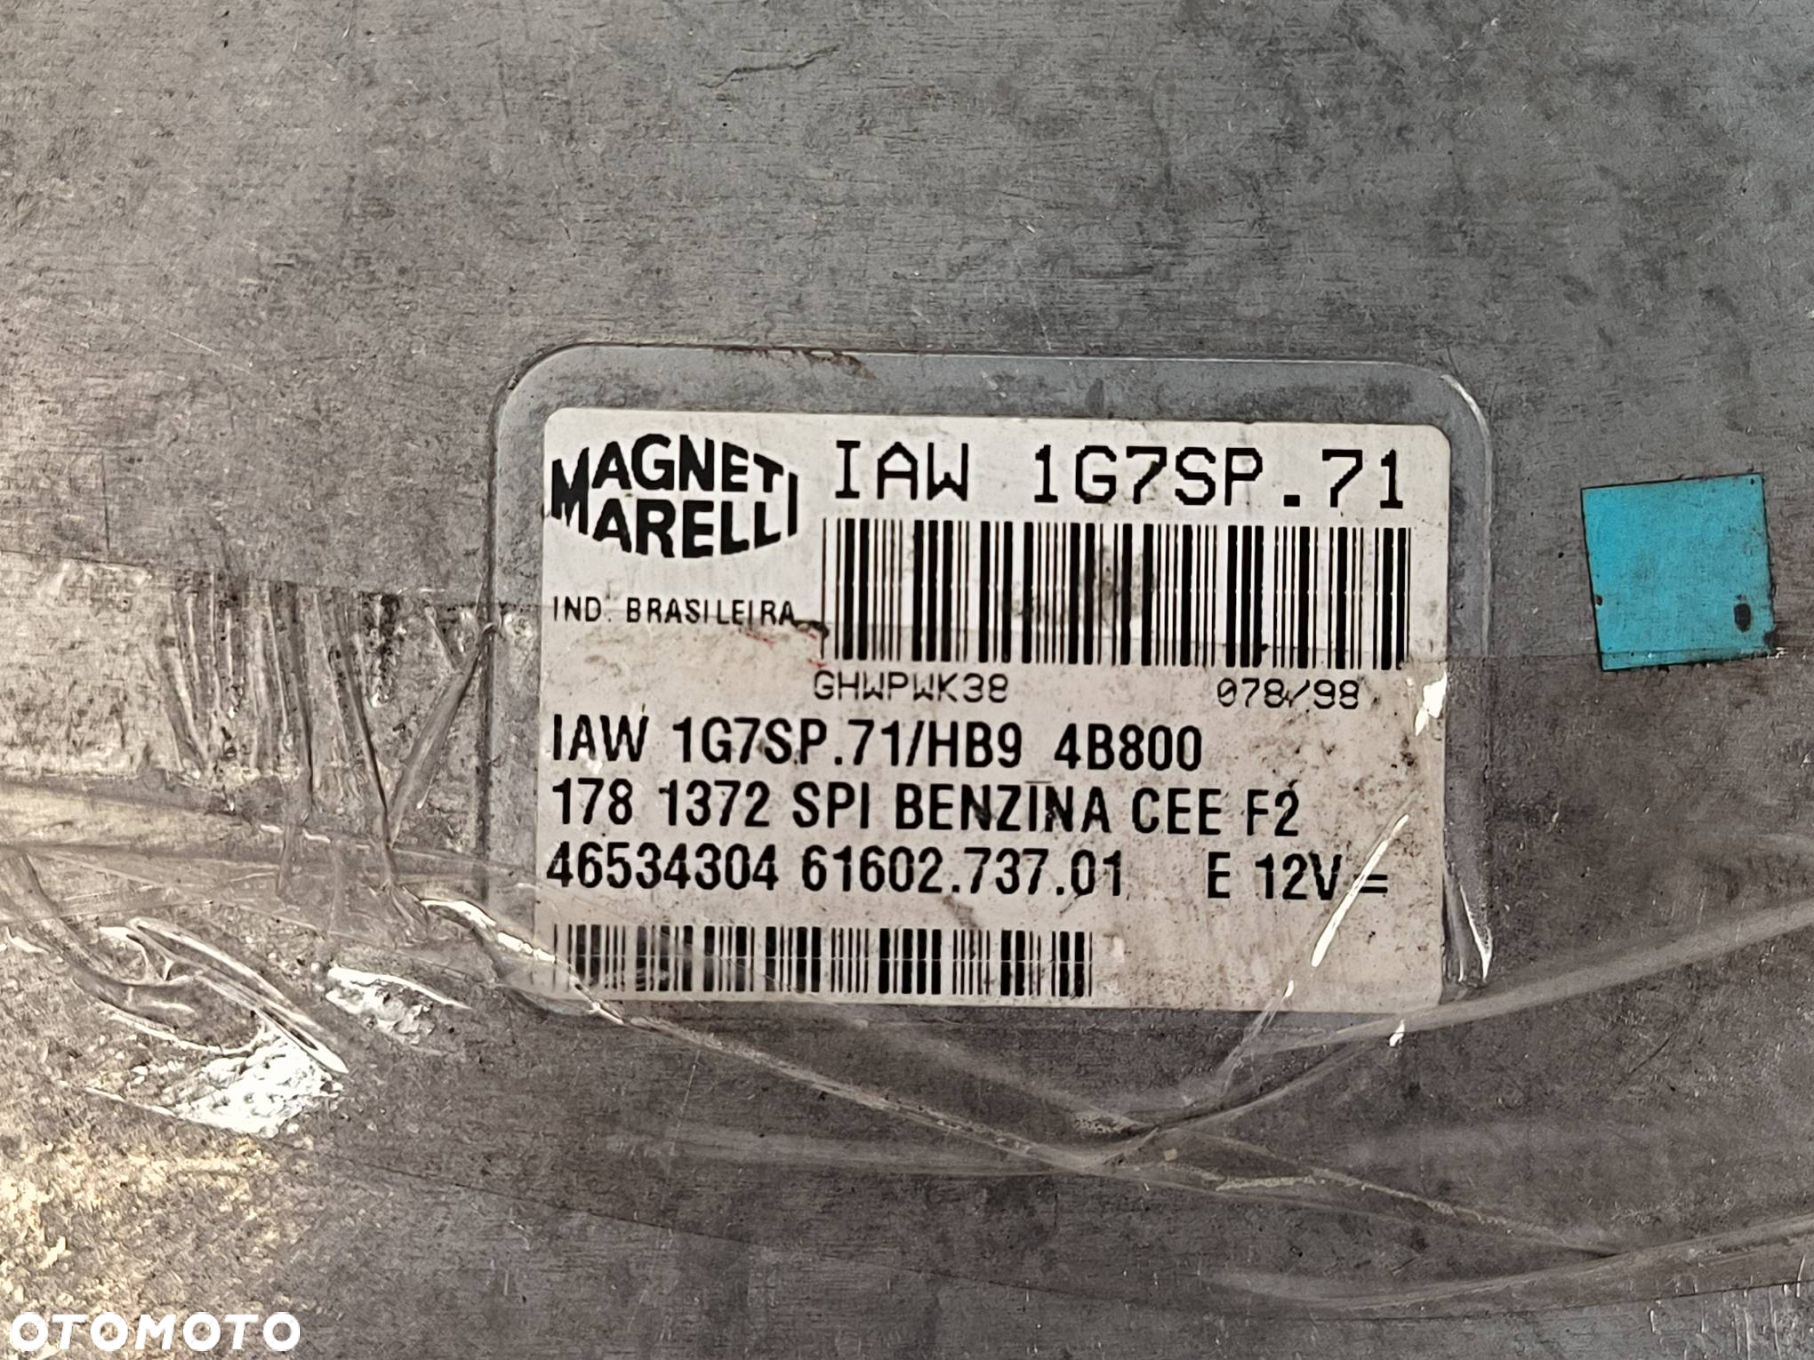 MAGNETI MARELLI
IAW 1G7SP.71
IND. BRASILEIRA
GHWPWK38 078/98
IAW 1G7SP.71/HB9 4B800
178 1372 SPI BENZINA CEE F2
46534304 61602.737.01 E 12V =
OTOMOTO